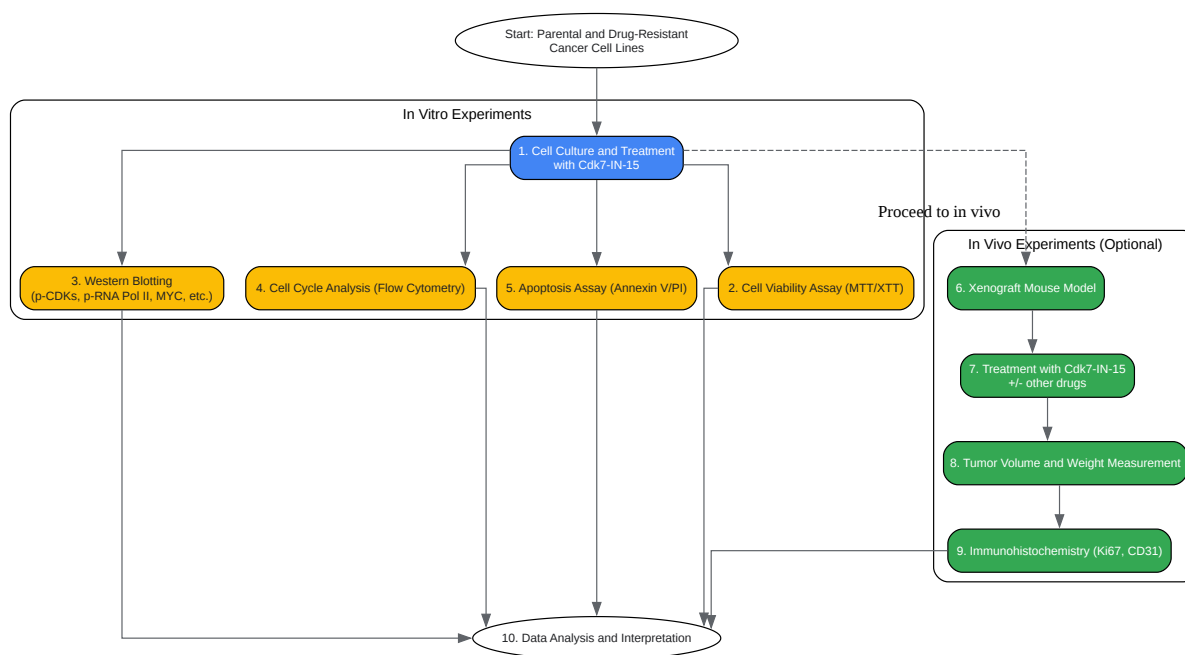 Start: Parental and Drug-Resistant
Cancer Cell Lines
In Vitro Experiments
1. Cell Culture and Treatment
with Cdk7-IN-15
Proceed to in vivo
In Vivo Experiments (Optional)
3. Western Blotting
(p-CDKs, p-RNA Pol II, MYC, etc.)
4. Cell Cycle Analysis (Flow Cytometry)
5. Apoptosis Assay (Annexin V/PI)
2. Cell Viability Assay (MTT/XTT)
6. Xenograft Mouse Model
7. Treatment with Cdk7-IN-15
+/- other drugs
8. Tumor Volume and Weight Measurement
9. Immunohistochemistry (Ki67, CD31)
10. Data Analysis and Interpretation